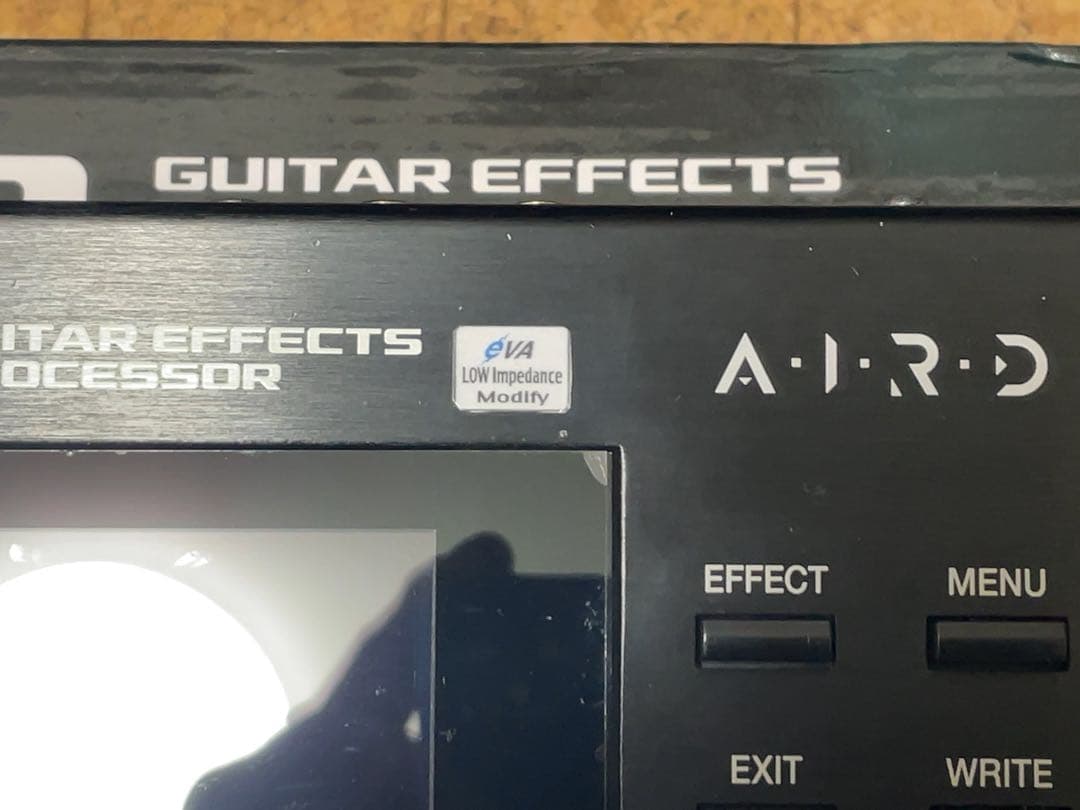 GUITAR EFFECTS
ITAR EFFECTS
OCESSOR
eVA
LOW Impedance
Modify
A·I·R·D
EFFECT
MENU
EXIT
WRITE